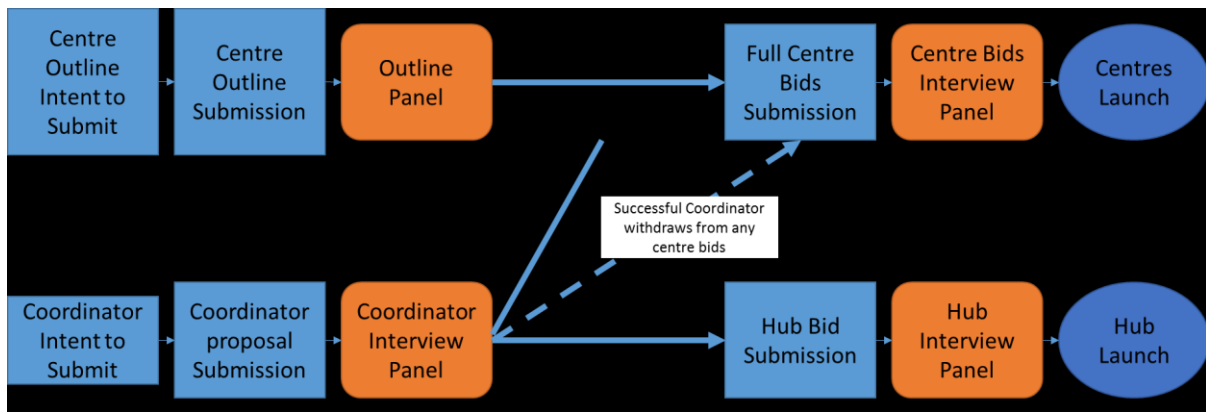 Centre
Outline
Intent to
Submit
Centre
Outline
Submission
Outline
Panel
Full Centre
Bids
Submission
Centre Bids
Interview
Panel
Centres
Launch
Successful Coordinator
withdraws from any
centre bids
Coordinator
Intent to
Submit
Coordinator
proposal
Submission
Coordinator
Interview
Panel
Hub Bid
Submission
Hub
Interview
Panel
Hub
Launch